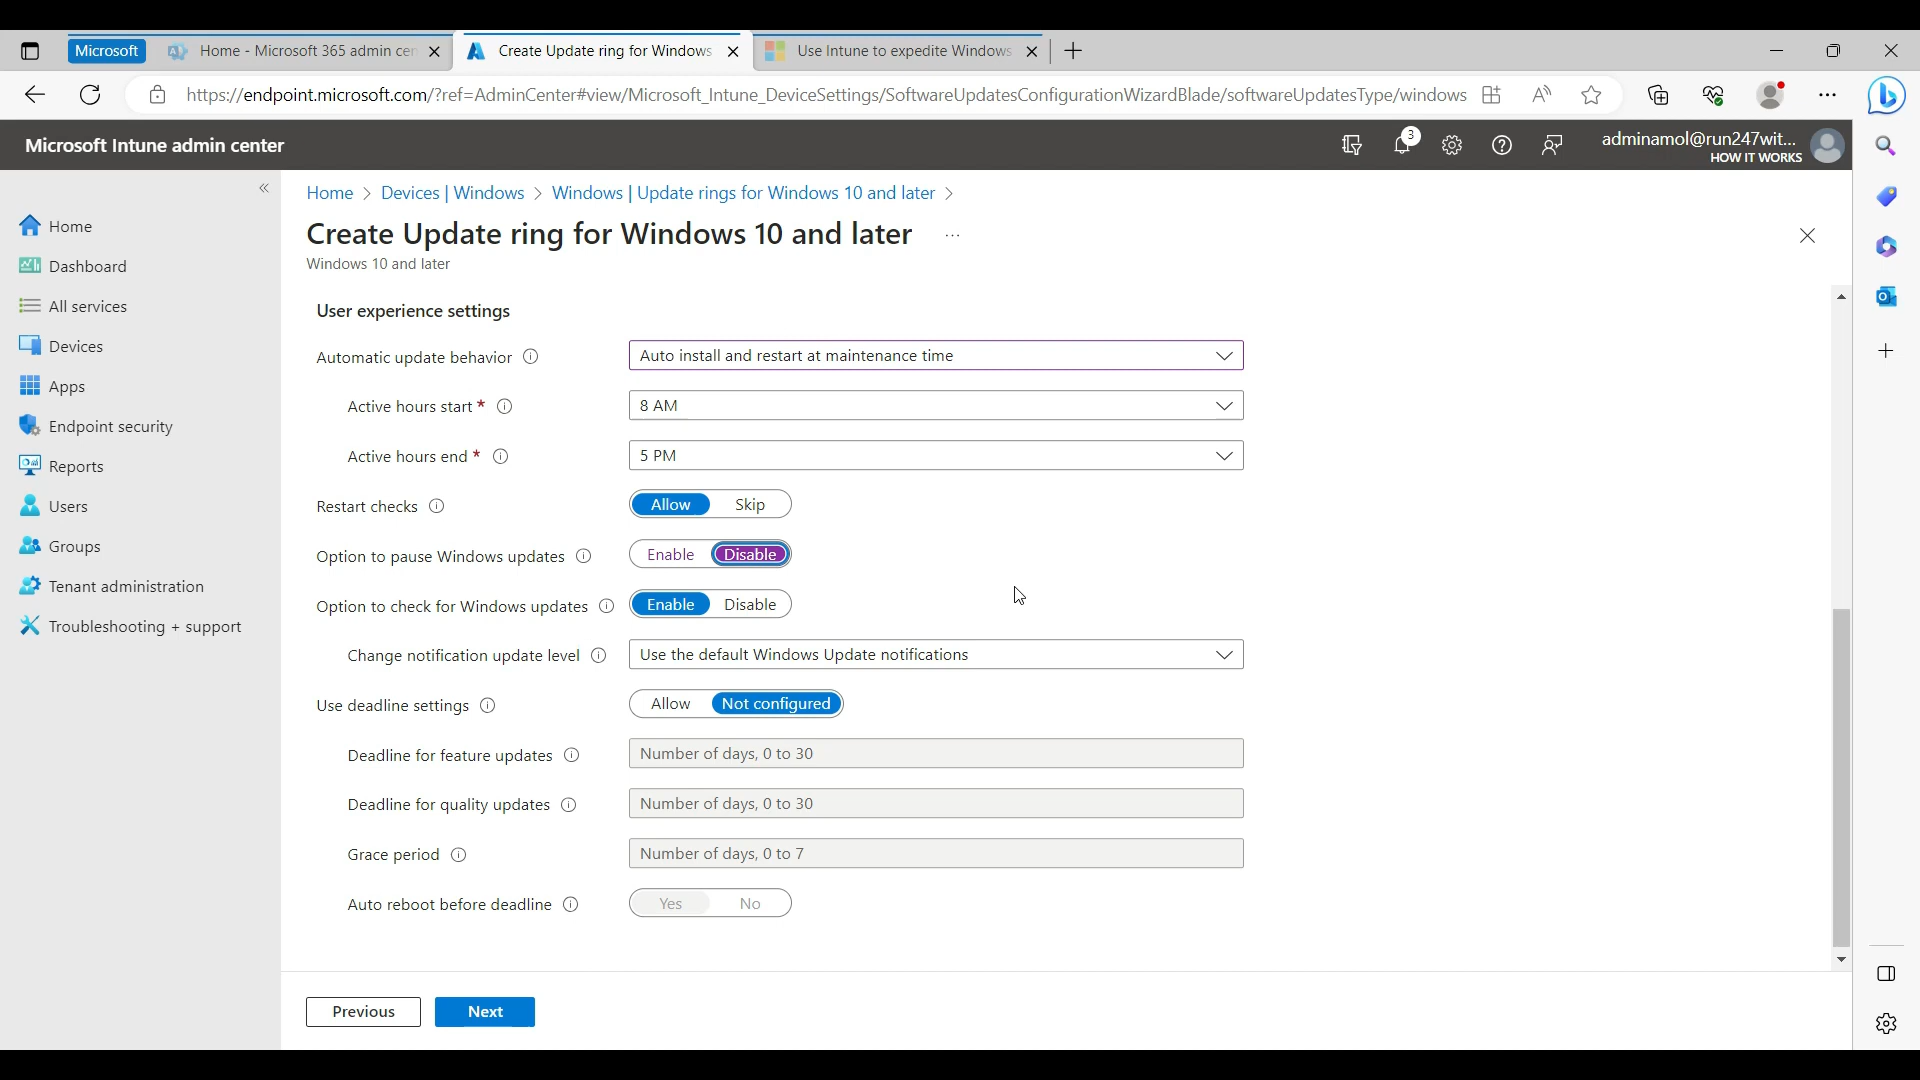 Microsoft
Home - Microsoft 365 admin cen
Create Update ring for Windows
Use Intune to expedite Windows
https://endpoint.microsoft.com/?ref=AdminCenter#view/Microsoft_Intune_DeviceSettings/SoftwareUpdatesConfigurationWizardBlade/softwareUpdatesType/windows
Microsoft Intune admin center
3
adminamol@run247wit...
HOW IT WORKS
Home > Devices | Windows > Windows | Update rings for Windows 10 and later >
Create Update ring for Windows 10 and later ...
Windows 10 and later
Home
Dashboard
All services
Devices
Apps
Endpoint security
Reports
Users
Groups
Tenant administration
Troubleshooting + support
User experience settings
Automatic update behavior Auto install and restart at maintenance time
Active hours start * 8 AM
Active hours end * 5 PM
Restart checks Allow Skip
Option to pause Windows updates Enable Disable
Option to check for Windows updates Enable Disable
Change notification update level Use the default Windows Update notifications
Use deadline settings Allow Not configured
Deadline for feature updates Number of days, 0 to 30
Deadline for quality updates Number of days, 0 to 30
Grace period Number of days, 0 to 7
Auto reboot before deadline Yes No
Previous Next